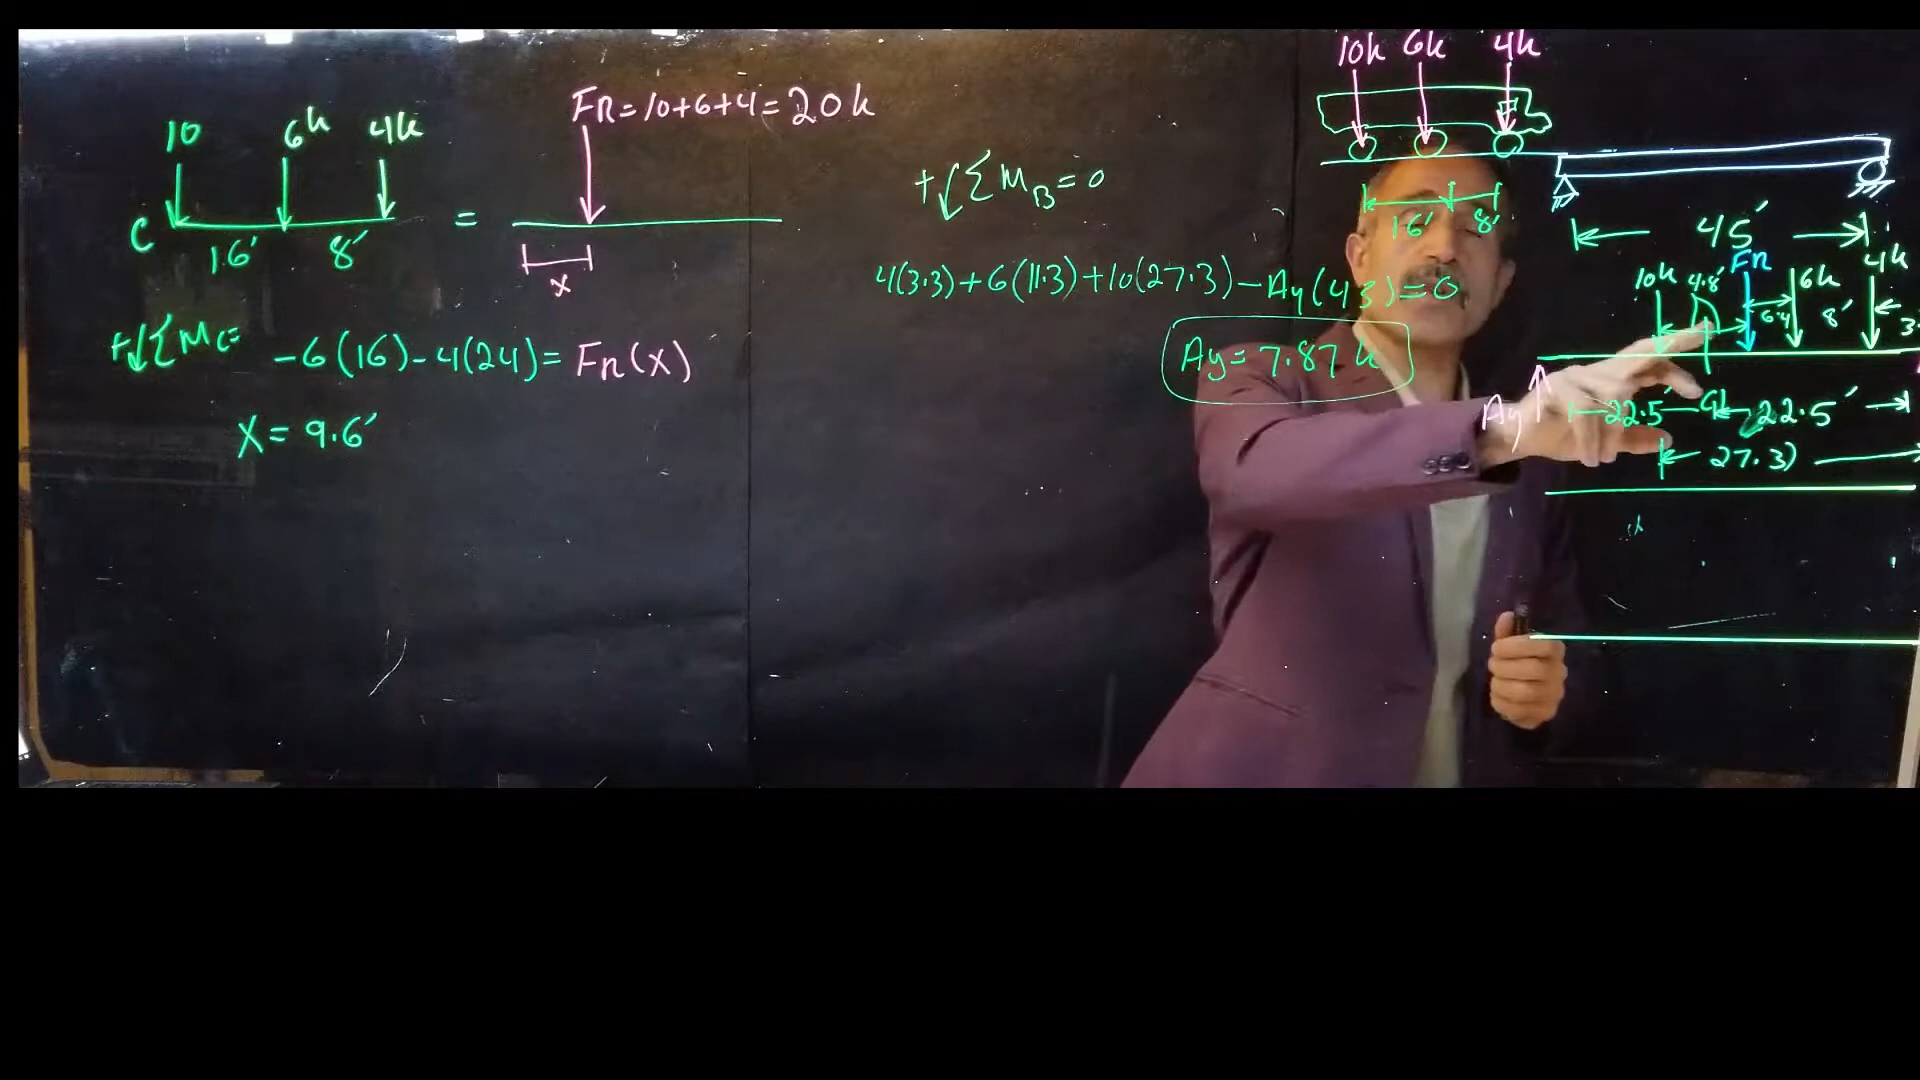 10 6k 4k
C 16' 8'
=
FR=10+6+4=20k
x
+ ΣMc=
-6(16)-4(24)=FR(x)
X=9.6'
+ ΣMB=0
4(3.3)+6(11.3)+10(27.3)-Ay(45)=0
Ay=7.87 k
10k 6k 4k
16' 8'
45'
10k 4.8' FR 6k 4k
6.4 8' 3.
Ay
22.5' ȼ 22.5'
27.3)